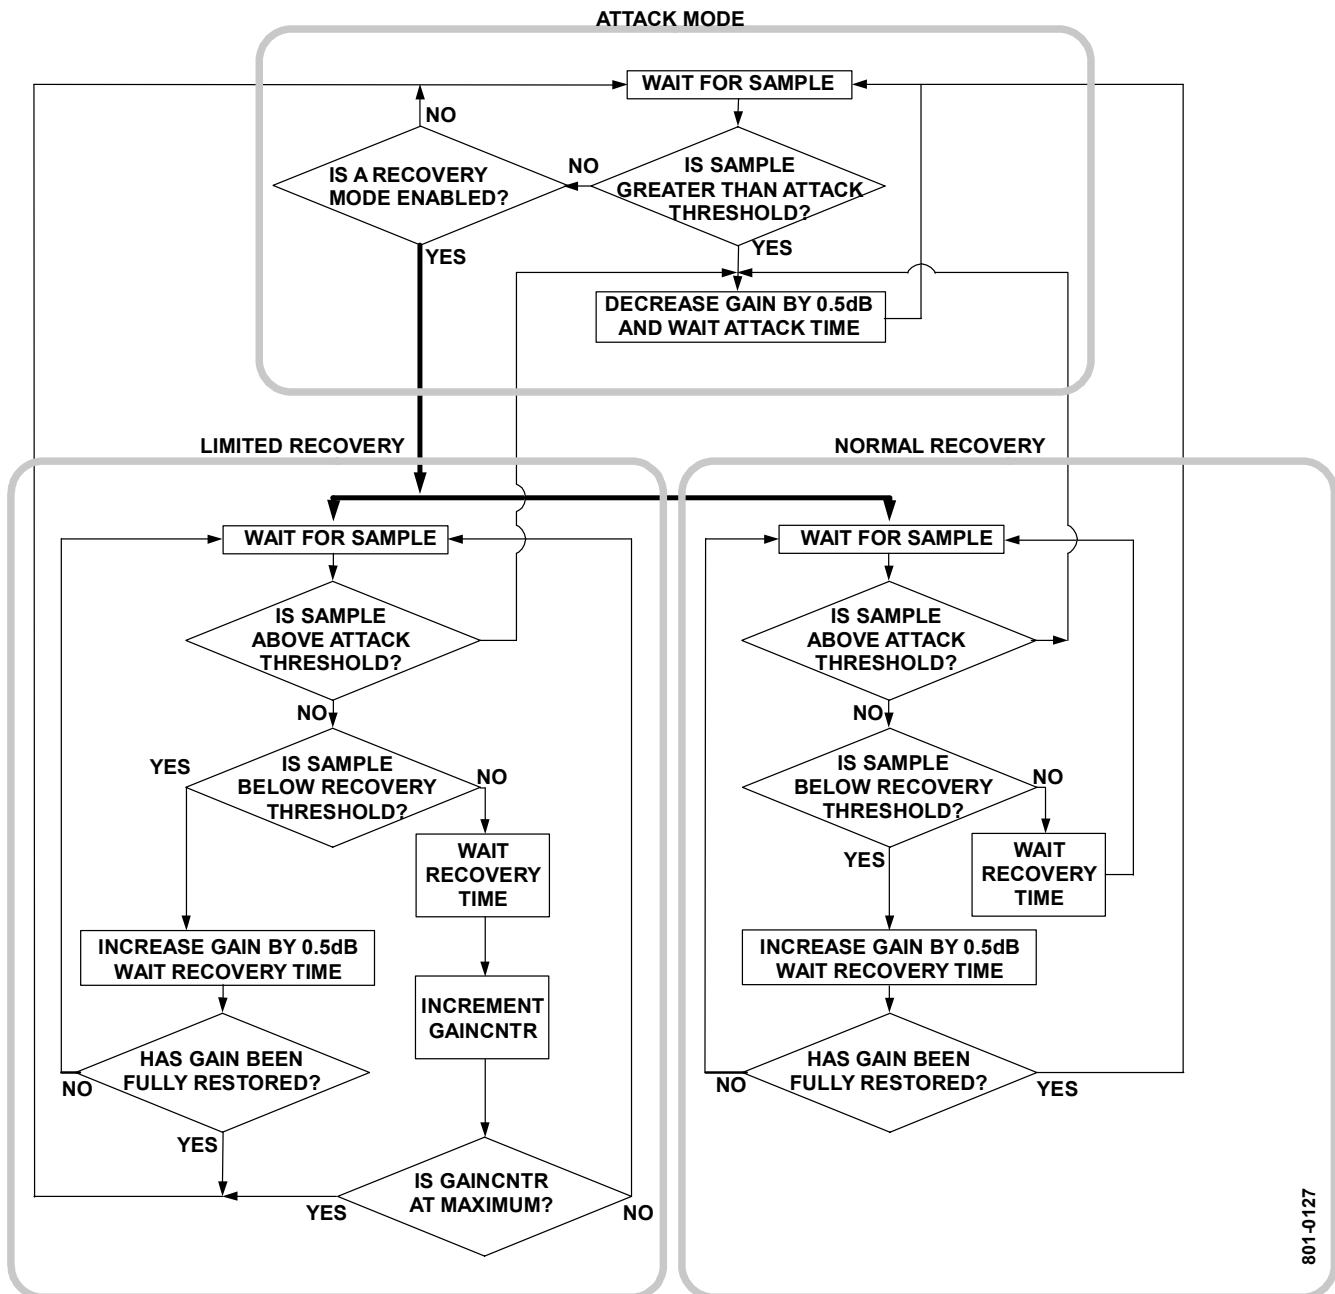 ATTACK MODE
WAIT FOR SAMPLE
NO
IS A RECOVERY
MODE ENABLED?
NO
IS SAMPLE
GREATER THAN ATTACK
THRESHOLD?
YES
YES
DECREASE GAIN BY 0.5dB
AND WAIT ATTACK TIME
LIMITED RECOVERY
WAIT FOR SAMPLE
IS SAMPLE
ABOVE ATTACK
THRESHOLD?
NO
YES
IS SAMPLE
BELOW RECOVERY
THRESHOLD?
NO
WAIT
RECOVERY
TIME
INCREASE GAIN BY 0.5dB
WAIT RECOVERY TIME
INCREMENT
GAINCNTR
HAS GAIN BEEN
FULLY RESTORED?
NO
YES
IS GAINCNTR
AT MAXIMUM?
YES
NO
NORMAL RECOVERY
WAIT FOR SAMPLE
IS SAMPLE
ABOVE ATTACK
THRESHOLD?
NO
IS SAMPLE
BELOW RECOVERY
THRESHOLD?
NO
YES
WAIT
RECOVERY
TIME
INCREASE GAIN BY 0.5dB
WAIT RECOVERY TIME
HAS GAIN BEEN
FULLY RESTORED?
NO
YES
801-0127